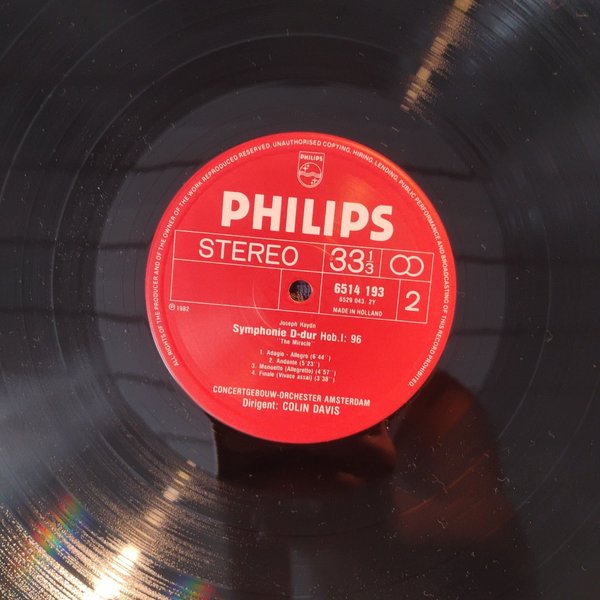 ALL RIGHTS OF THE PRODUCER AND OF THE OWNER OF THE WORK REPRODUCED RESERVED. UNAUTHORISED COPYING, HIRING, LENDING, PUBLIC PERFORMANCE AND BROADCASTING OF THIS RECORD PROHIBITED.
PHILIPS
PHILIPS
STEREO
33 1/3
6514 193
6529 043. 2Y
MADE IN HOLLAND
2
℗ 1982
Joseph Haydn
Symphonie D-dur Hob.I: 96
"The Miracle"
1. Adagio - Allegro (6'44'')
2. Andante (5'23'')
3. Menuetto (Allegretto) (4'57'')
4. Finale (Vivace assai) (3'38'')
CONCERTGEBOUW-ORCHESTER AMSTERDAM
Dirigent: COLIN DAVIS